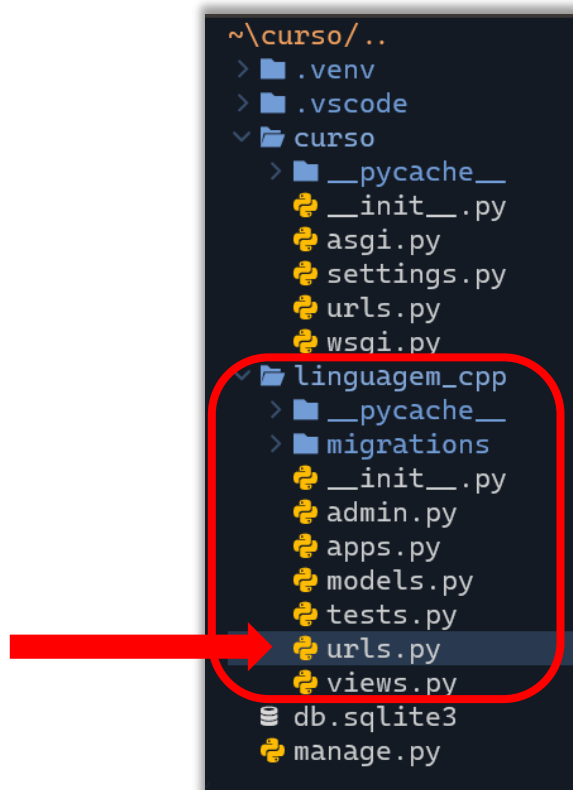 ~\curso/..
.venv
.vscode
curso
__pycache__
__init__.py
asgi.py
settings.py
urls.py
wsgi.py
linguagem_cpp
__pycache__
migrations
__init__.py
admin.py
apps.py
models.py
tests.py
urls.py
views.py
db.sqlite3
manage.py